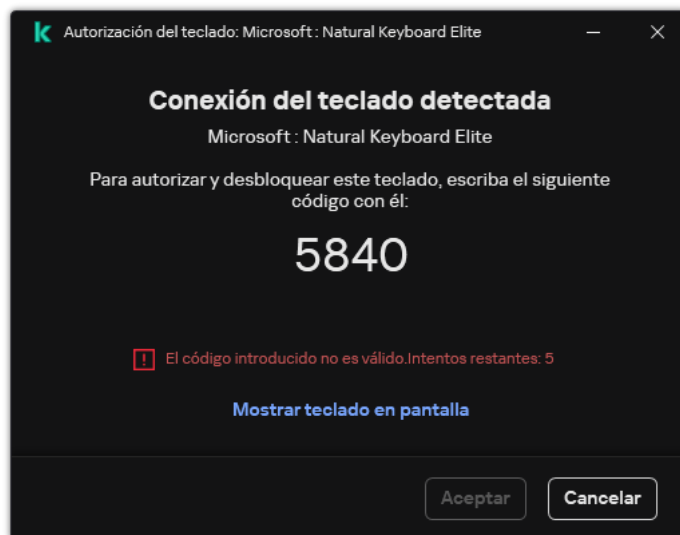 Autorización del teclado: Microsoft : Natural Keyboard Elite
Conexión del teclado detectada
Microsoft : Natural Keyboard Elite
Para autorizar y desbloquear este teclado, escriba el siguiente
código con él:
5840
El código introducido no es válido.Intentos restantes: 5
Mostrar teclado en pantalla
Aceptar
Cancelar